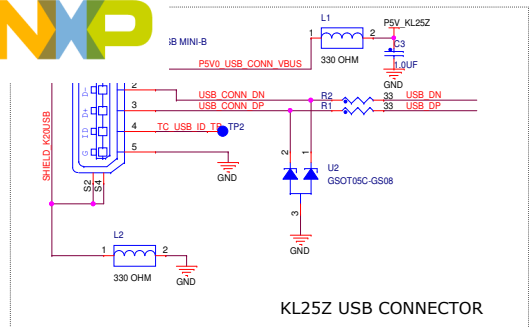 NXP
L1
P5V_KL25Z
SB MINI-B
1
2
C3
P5V0_USB_CONN_VBUS
330 OHM
1.0UF
GND
D-
2
USB_CONN_DN
R2
33
USB_DN
D+
3
USB_CONN_DP
R1
33
USB_DP
ID
4
TC_USB_ID_TP
TP2
G
5
SHIELD_K20USB
GND
S2
S4
2
1
U2
GSOT05C-GS08
3
GND
L2
1
2
330 OHM
GND
KL25Z USB CONNECTOR